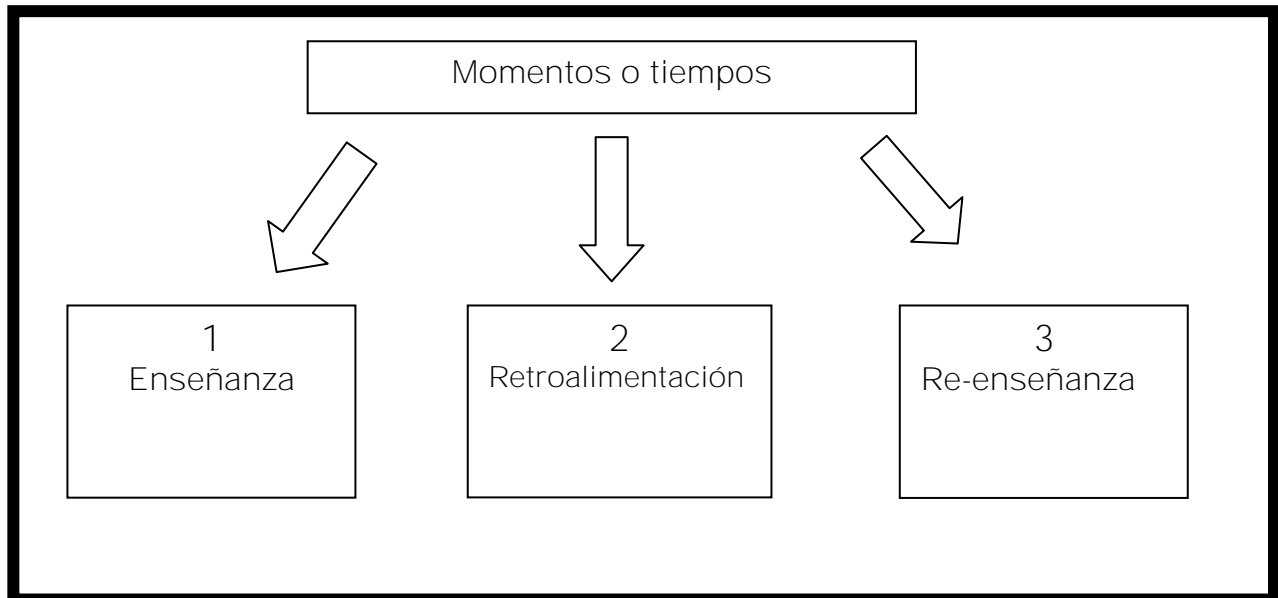 Momentos o tiempos
1
Enseñanza
2
Retroalimentación
3
Re-enseñanza